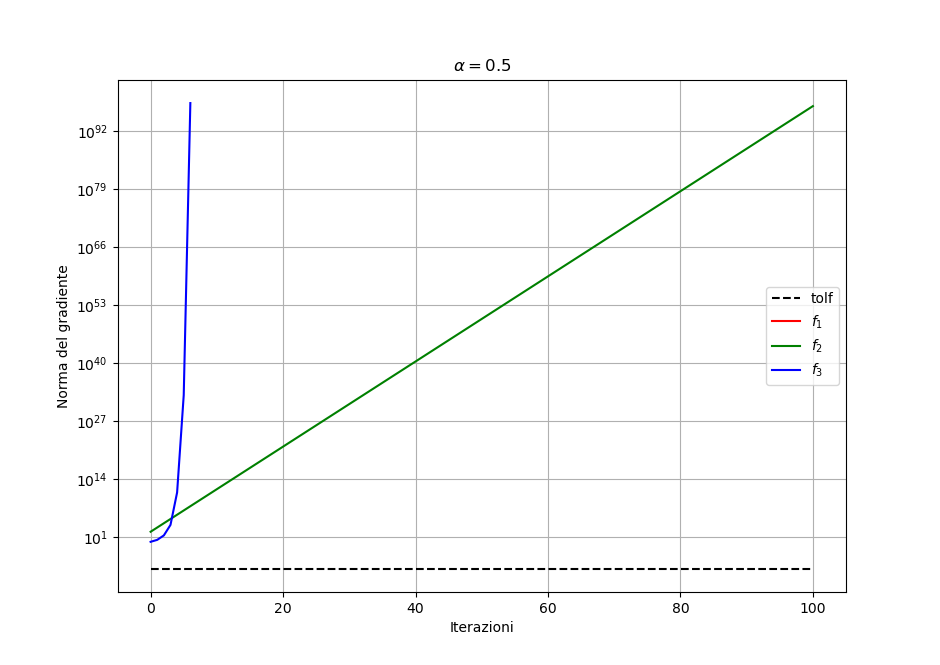 α = 0.5
Norma del gradiente
10^92
10^79
10^66
10^53
10^40
10^27
10^14
10^1
tolf
f_1
f_2
f_3
0 20 40 60 80 100
Iterazioni